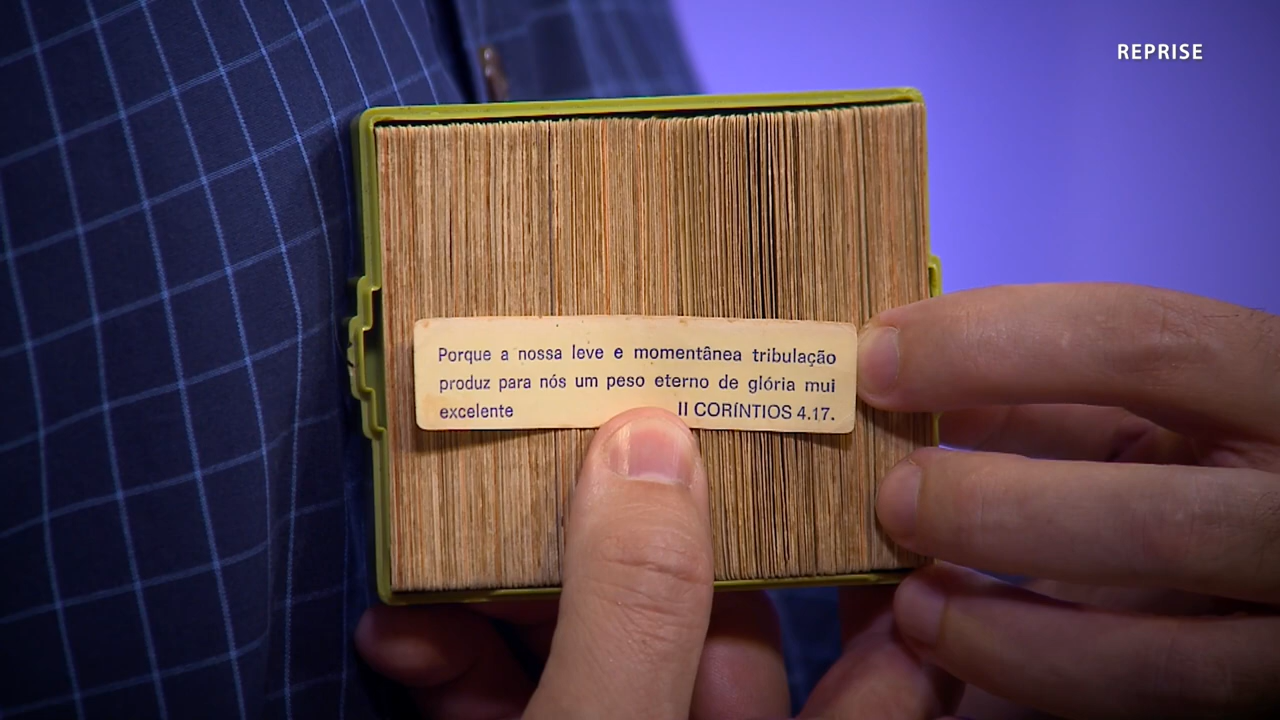 REPRISE
Porque a nossa leve e momentânea tribulação
produz para nós um peso eterno de glória mui
excelente II CORÍNTIOS 4.17.